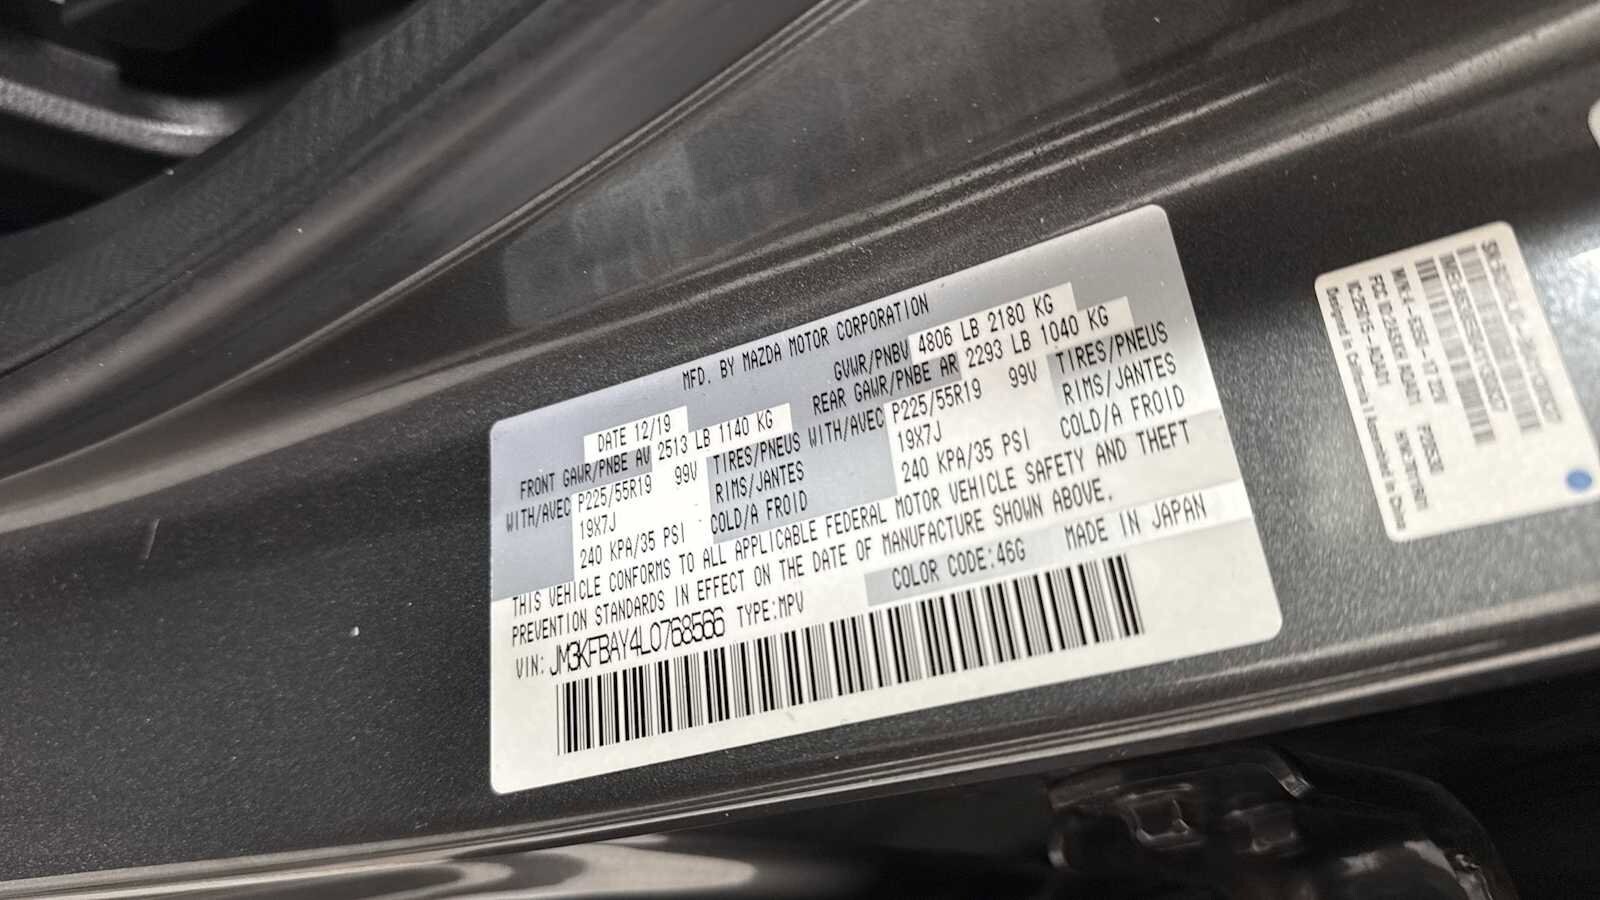 MFD. BY MAZDA MOTOR CORPORATION
DATE 12/19
GVWR/PNBV 4806 LB 2180 KG
FRONT GAWR/PNBE AV 2513 LB 1140 KG
REAR GAWR/PNBE AR 2293 LB 1040 KG
WITH/AVEC P225/55R19 99V TIRES/PNEUS
19X7J RIMS/JANTES
240 KPA/35 PSI COLD/A FROID
WITH/AVEC P225/55R19 99V TIRES/PNEUS
19X7J RIMS/JANTES
240 KPA/35 PSI COLD/A FROID
THIS VEHICLE CONFORMS TO ALL APPLICABLE FEDERAL MOTOR VEHICLE SAFETY AND THEFT
PREVENTION STANDARDS IN EFFECT ON THE DATE OF MANUFACTURE SHOWN ABOVE.
VIN: JM3KFBAY4L0768566 TYPE:MPV
COLOR CODE:46G MADE IN JAPAN